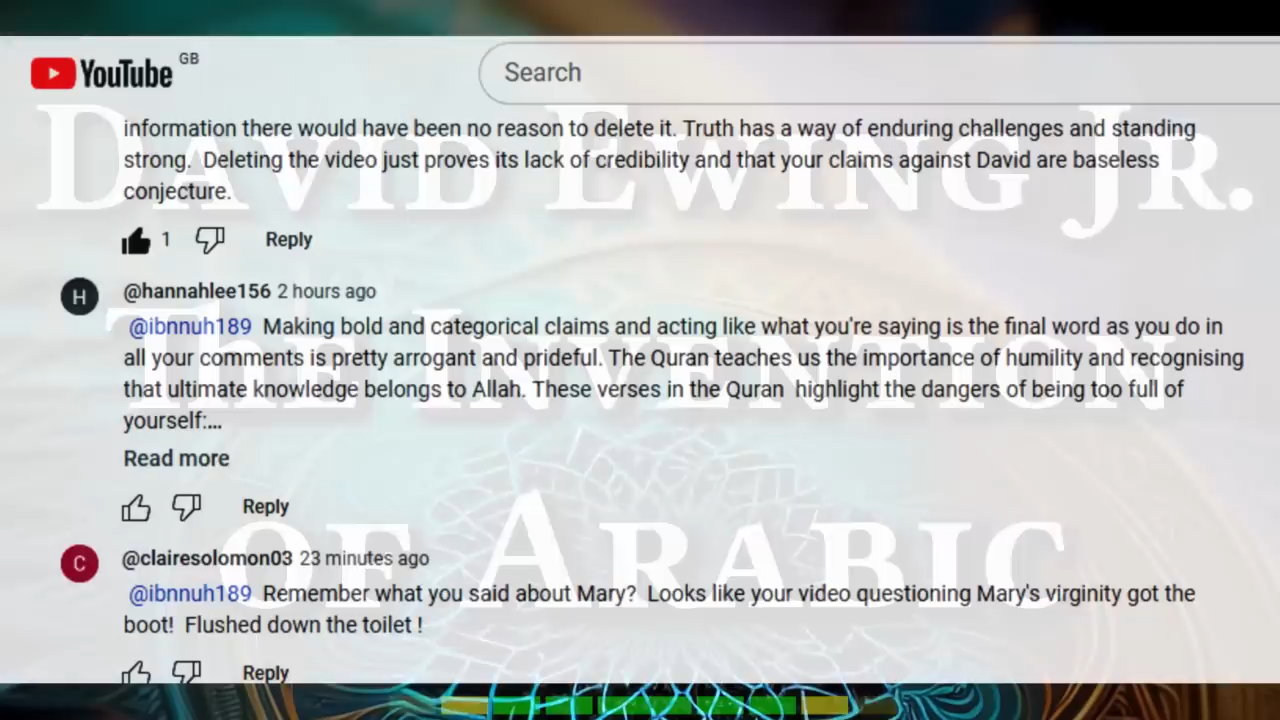 YouTube GB
Search
information there would have been no reason to delete it. Truth has a way of enduring challenges and standing
strong. Deleting the video just proves its lack of credibility and that your claims against David are baseless
conjecture.
1 Reply
H @hannahlee156 2 hours ago
@ibnnuh189 Making bold and categorical claims and acting like what you're saying is the final word as you do in
all your comments is pretty arrogant and prideful. The Quran teaches us the importance of humility and recognising
that ultimate knowledge belongs to Allah. These verses in the Quran highlight the dangers of being too full of
yourself:...
Read more
Reply
C @clairesolomon03 23 minutes ago
@ibnnuh189 Remember what you said about Mary? Looks like your video questioning Mary's virginity got the
boot! Flushed down the toilet !
Reply
David Ewing Jr.
The Invention
of Arabic